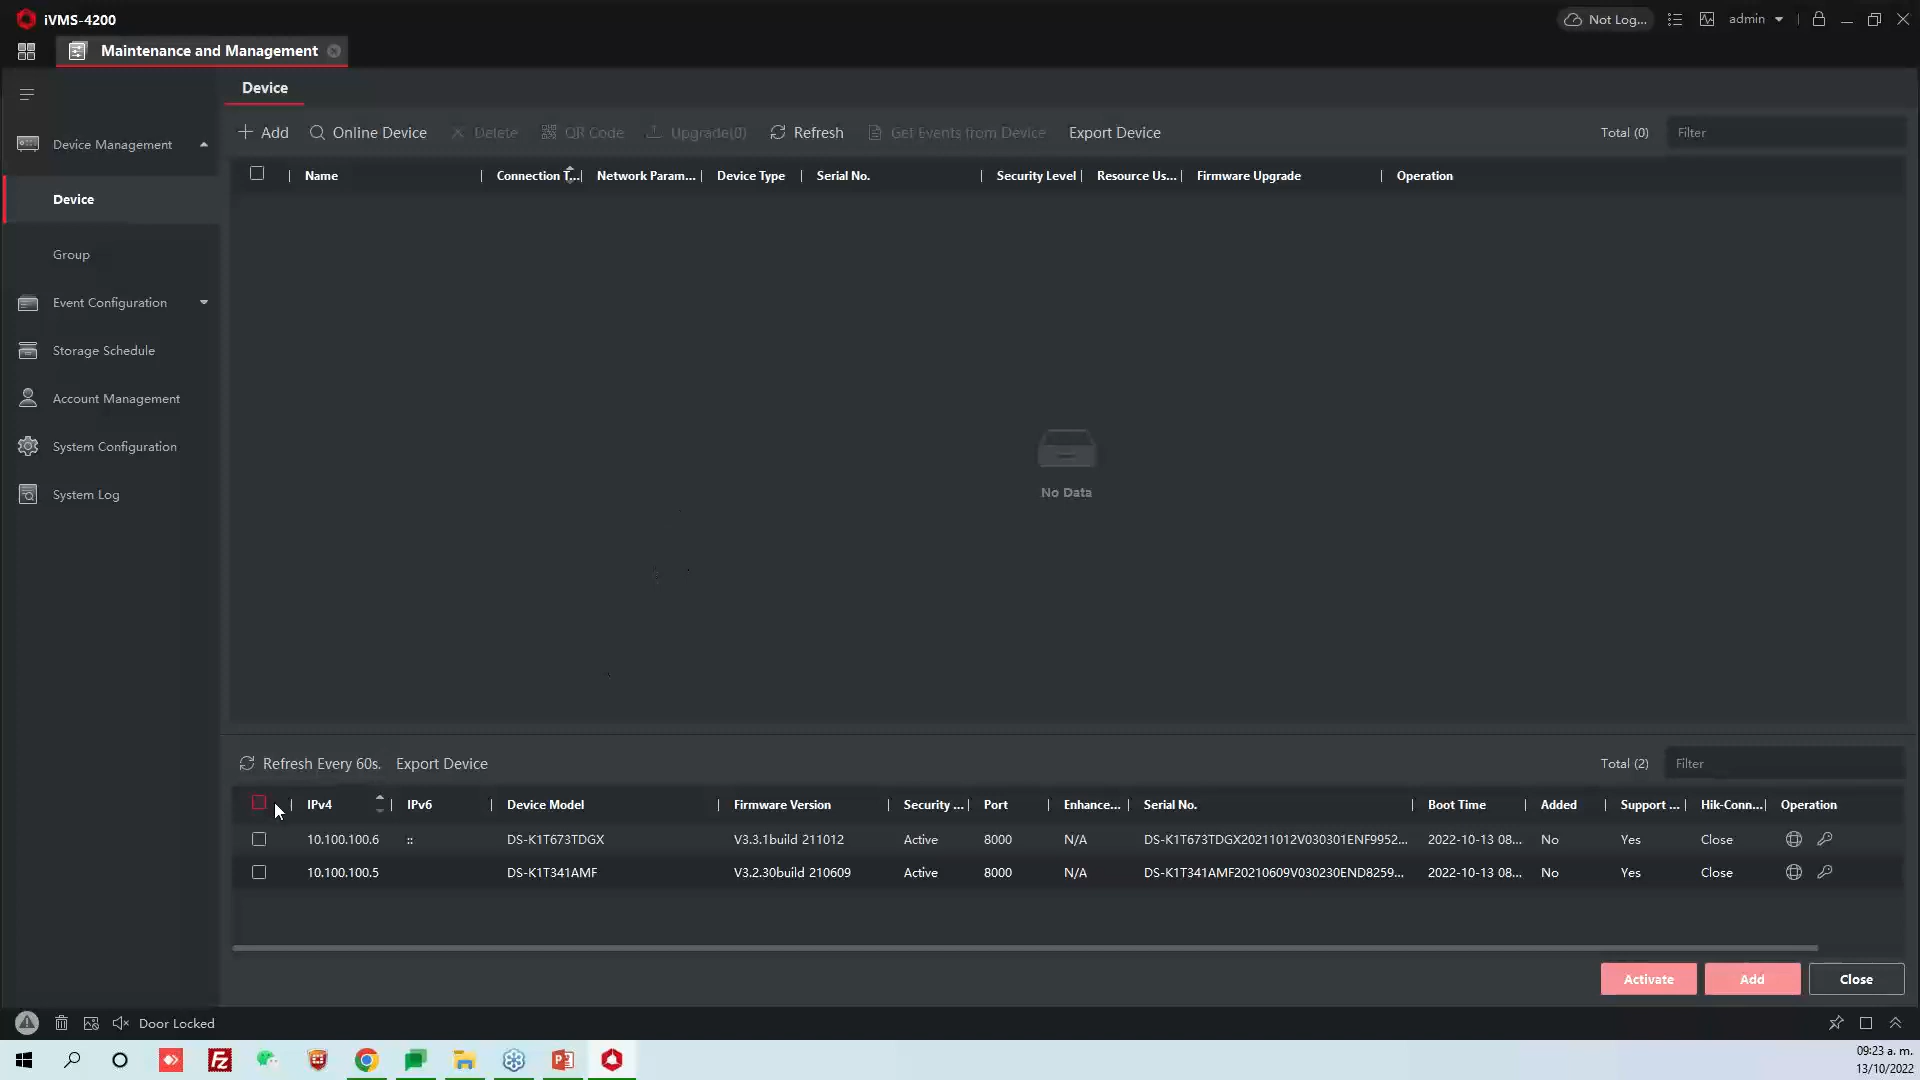 iVMS-4200
Not Log...
admin
Maintenance and Management
Device
Add
Online Device
Delete
QR Code
Upgrade(0)
Refresh
Get Events from Device
Export Device
Total (0)
Filter
Name
Connection T...
Network Param...
Device Type
Serial No.
Security Level
Resource Us...
Firmware Upgrade
Operation
Device Management
Device
Group
Event Configuration
Storage Schedule
Account Management
System Configuration
System Log
No Data
Refresh Every 60s.
Export Device
Total (2)
Filter
IPv4
IPv6
Device Model
Firmware Version
Security ...
Port
Enhance...
Serial No.
Boot Time
Added
Support ...
Hik-Conn...
Operation
10.100.100.6 :: DS-K1T673TDGX V3.3.1build 211012 Active 8000 N/A DS-K1T673TDGX20211012V030301ENF9952... 2022-10-13 08... No Yes Close
10.100.100.5 DS-K1T341AMF V3.2.30build 210609 Active 8000 N/A DS-K1T341AMF20210609V030230END8259... 2022-10-13 08... No Yes Close
Activate
Add
Close
Door Locked
09:23 a. m.
13/10/2022